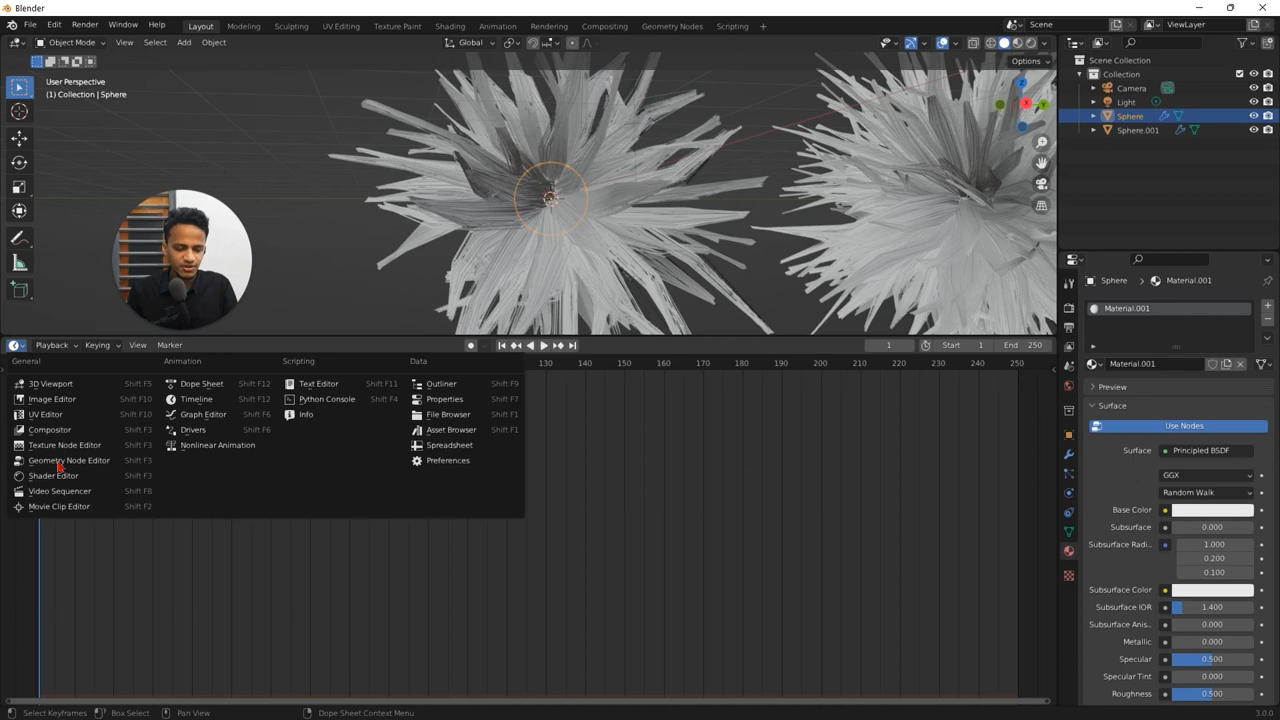 Blender
File Edit Render Window Help Layout Modeling Sculpting UV Editing Texture Paint Shading Animation Rendering Compositing Geometry Nodes Scripting + Scene ViewLayer
Object Mode View Select Add Object Global
Options
User Perspective
(1) Collection | Sphere
X
Y
Scene Collection
Collection
Camera
Light
Sphere
Sphere.001
Sphere > Material.001
Material.001
Material.001
Preview
Surface
Use Nodes
Surface Principled BSDF
GGX
Random Walk
Base Color
Subsurface 0.000
Subsurface Radi.. 1.000
0.200
0.100
Subsurface Color
Subsurface IOR 1.400
Subsurface Anis.. 0.000
Metallic 0.000
Specular 0.500
Specular Tint 0.000
Roughness 0.500
Playback Keying View Marker 1 Start 1 End 250
130 140 150 160 170 180 190 200 210 220 230 240 250
General
3D Viewport Shift F5
Image Editor Shift F10
UV Editor Shift F10
Compositor Shift F3
Texture Node Editor Shift F3
Geometry Node Editor Shift F3
Shader Editor Shift F3
Video Sequencer Shift F8
Movie Clip Editor Shift F2
Animation
Dope Sheet Shift F12
Timeline Shift F12
Graph Editor Shift F6
Drivers Shift F6
Nonlinear Animation
Scripting
Text Editor Shift F11
Python Console Shift F4
Info
Data
Outliner Shift F9
Properties Shift F7
File Browser Shift F1
Asset Browser Shift F1
Spreadsheet
Preferences
Select Keyframes Box Select Pan View Dope Sheet Context Menu 3.0.0